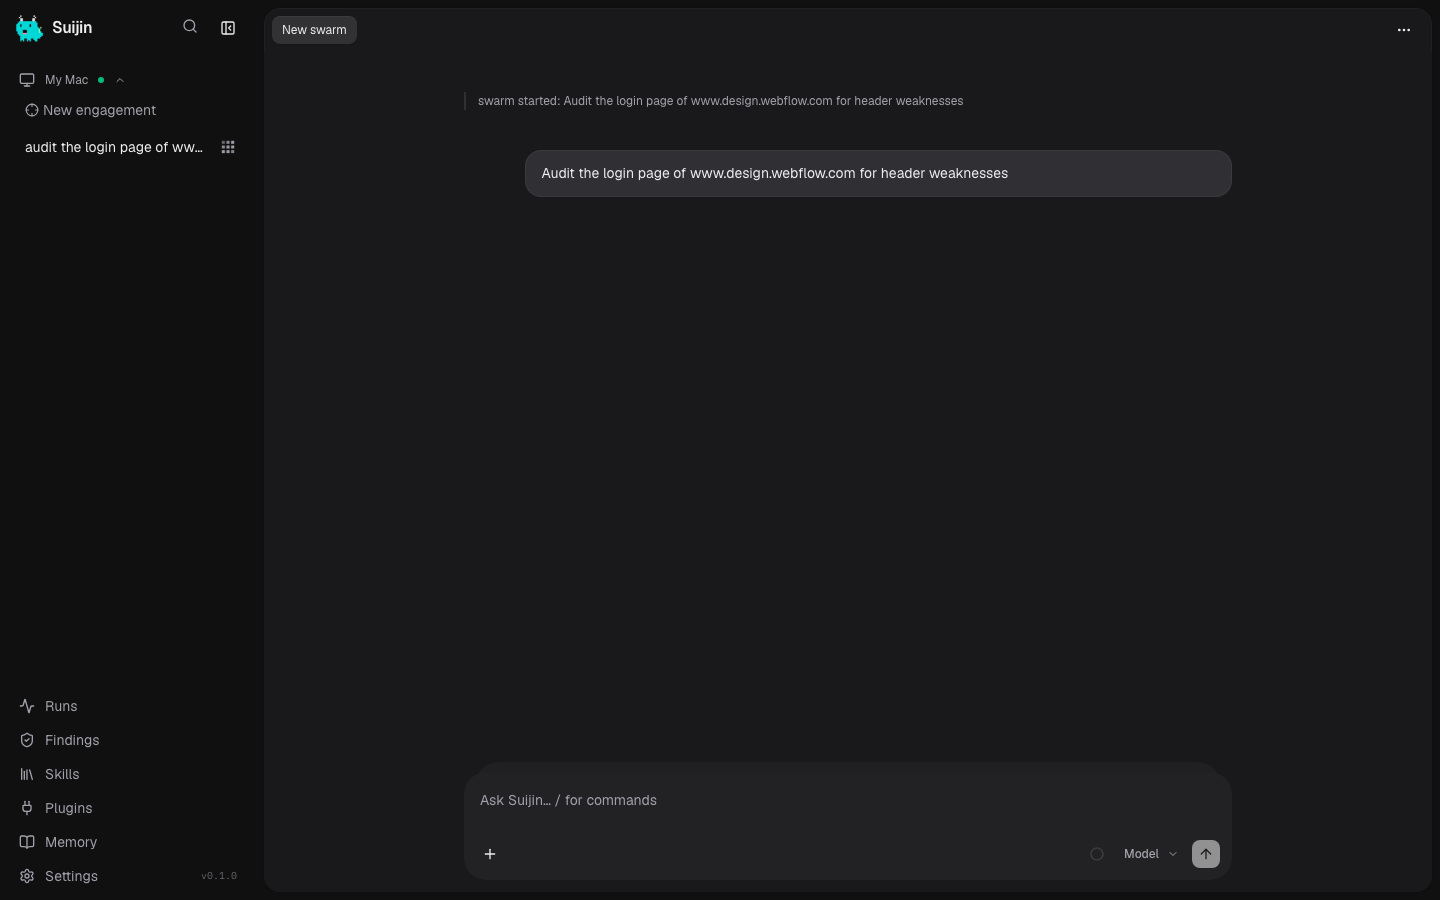 Suijin
My Mac
New engagement
audit the login page of ww...
Runs
Findings
Skills
Plugins
Memory
Settings
v0.1.0
New swarm
swarm started: Audit the login page of www.design.webflow.com for header weaknesses
Audit the login page of www.design.webflow.com for header weaknesses
Ask Suijin... / for commands
Model